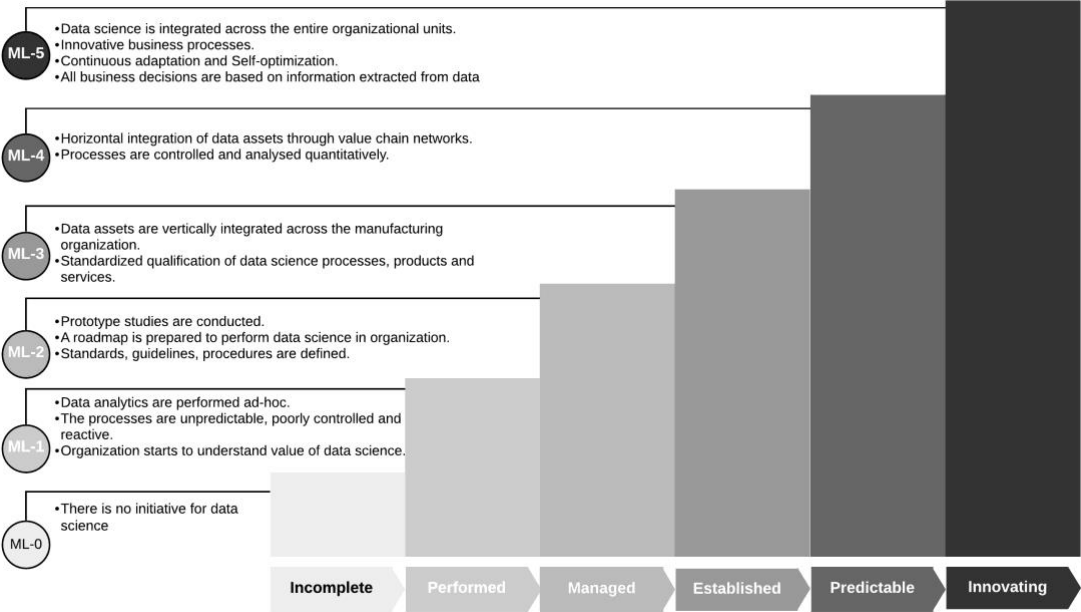 •Data science is integrated across the entire organizational units.
•Innovative business processes.
ML-5
•Continuous adaptation and Self-optimization.
•All business decisions are based on information extracted from data
•Horizontal integration of data assets through value chain networks.
ML-4
•Processes are controlled and analysed quantitatively.
•Data assets are vertically integrated across the manufacturing
organization.
ML-3
•Standardized qualification of data science processes, products and
services.
•Prototype studies are conducted.
•A roadmap is prepared to perform data science in organization.
ML-2
•Standards, guidelines, procedures are defined.
•Data analytics are performed ad-hoc.
•The processes are unpredictable, poorly controlled and
reactive.
ML-1
•Organization starts to understand value of data science.
•There is no initiative for data
science
ML-0
Incomplete
Performed
Managed
Established
Predictable
Innovating